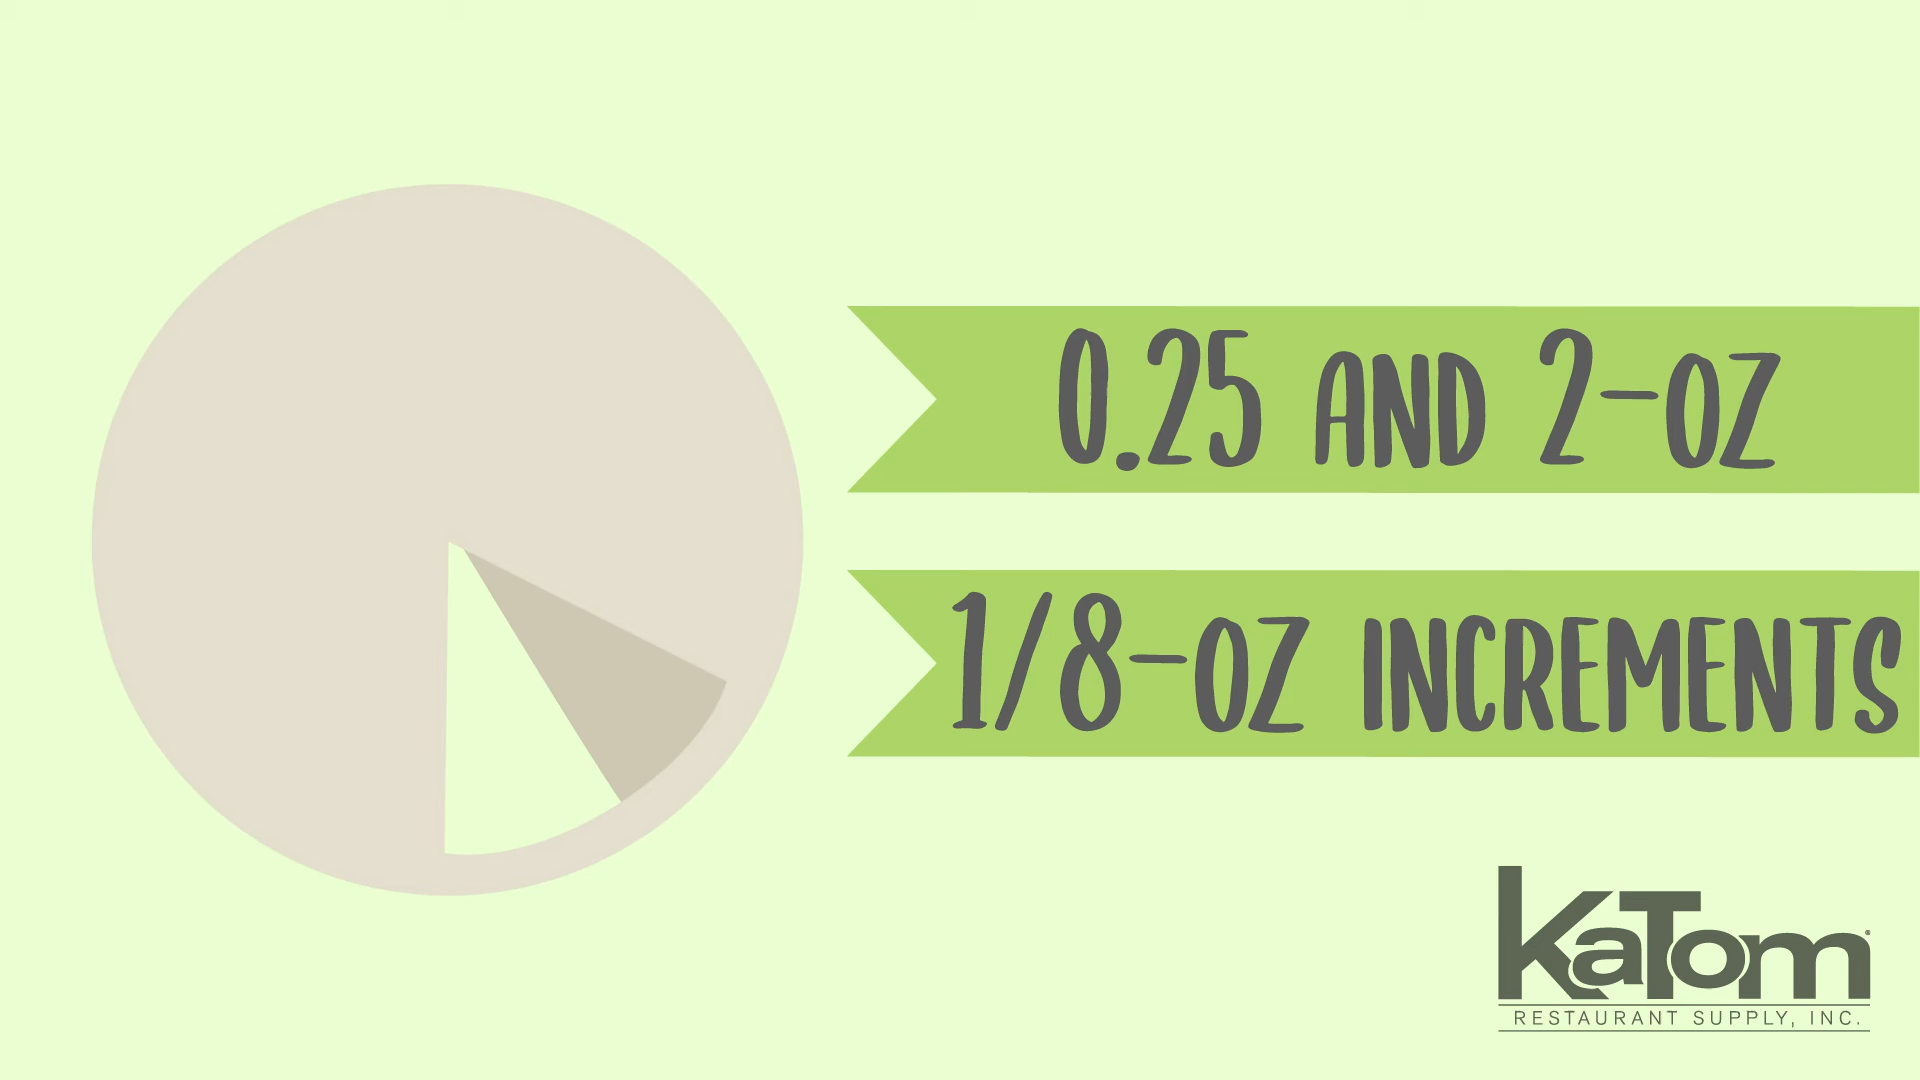 0.25 AND 2-OZ
1/8-OZ INCREMENTS
KaTom®
RESTAURANT SUPPLY, INC.